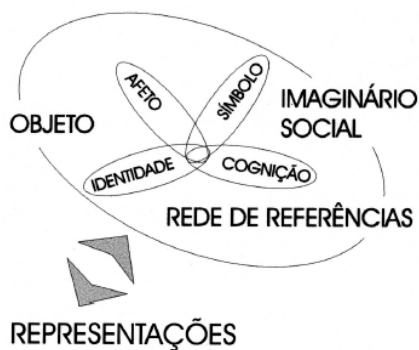 AFETO
SÍMBOLO
OBJETO
IMAGINÁRIO
SOCIAL
IDENTIDADE
COGNIÇÃO
REDE DE REFERÊNCIAS
REPRESENTAÇÕES